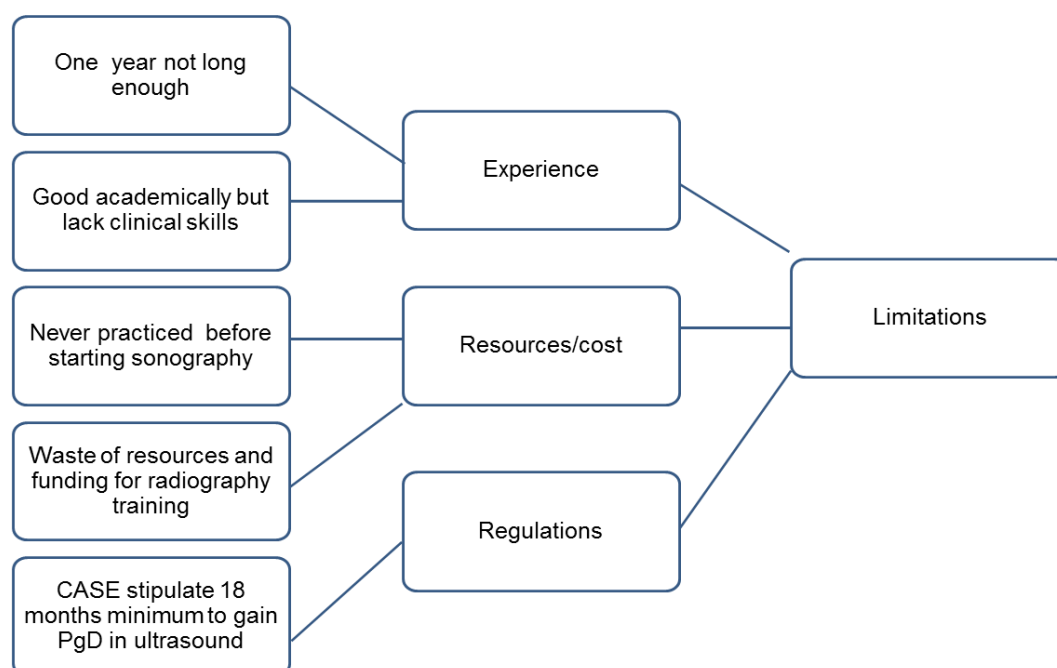 One year not long
enough
Good academically but
lack clinical skills
Never practiced before
starting sonography
Waste of resources and
funding for radiography
training
CASE stipulate 18
months minimum to gain
PgD in ultrasound
Experience
Resources/cost
Regulations
Limitations